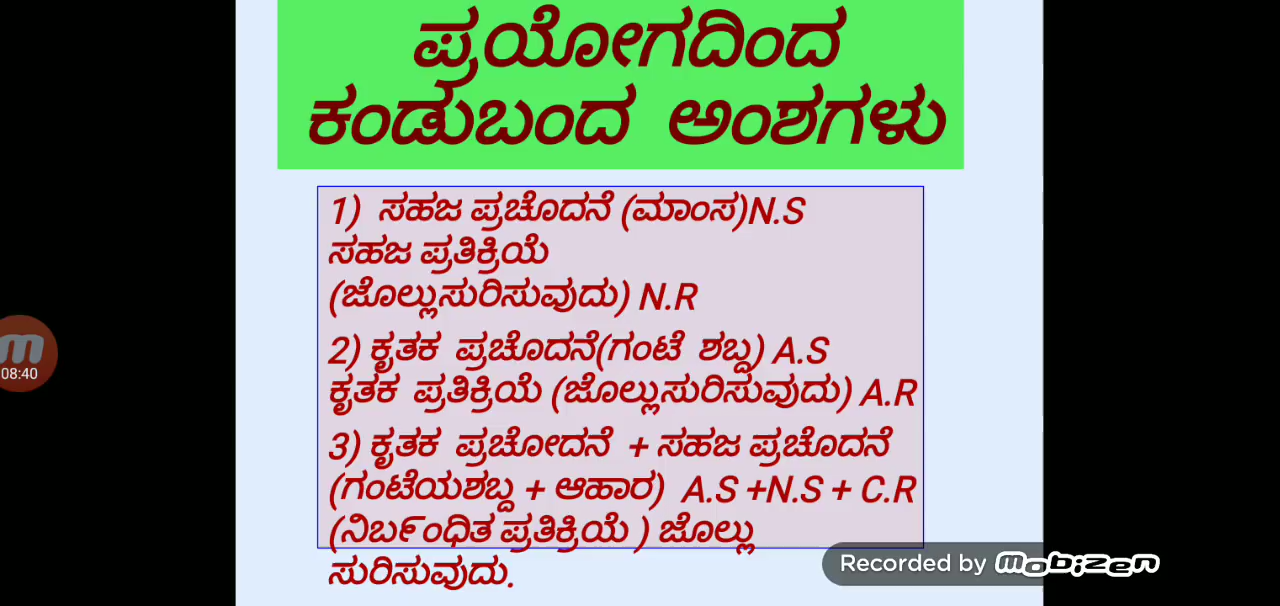 ಪ್ರಯೋಗದಿಂದ
ಕಂಡುಬಂದ ಅಂಶಗಳು
1) ಸಹಜ ಪ್ರಚೊದನೆ (ಮಾಂಸ)N.S
ಸಹಜ ಪ್ರತಿಕ್ರಿಯೆ
(ಜೊಲ್ಲುಸುರಿಸುವುದು) N.R
2) ಕೃತಕ ಪ್ರಚೊದನೆ(ಗಂಟೆ ಶಬ್ದ) A.S
ಕೃತಕ ಪ್ರತಿಕ್ರಿಯೆ (ಜೊಲ್ಲುಸುರಿಸುವುದು) A.R
3) ಕೃತಕ ಪ್ರಚೋದನೆ + ಸಹಜ ಪ್ರಚೊದನೆ
(ಗಂಟೆಯಶಬ್ದ + ಆಹಾರ) A.S +N.S + C.R
(ನಿರ್ಬಂಧಿತ ಪ್ರತಿಕ್ರಿಯೆ ) ಜೊಲ್ಲು
ಸುರಿಸುವುದು.
08:40
Recorded by mobizen